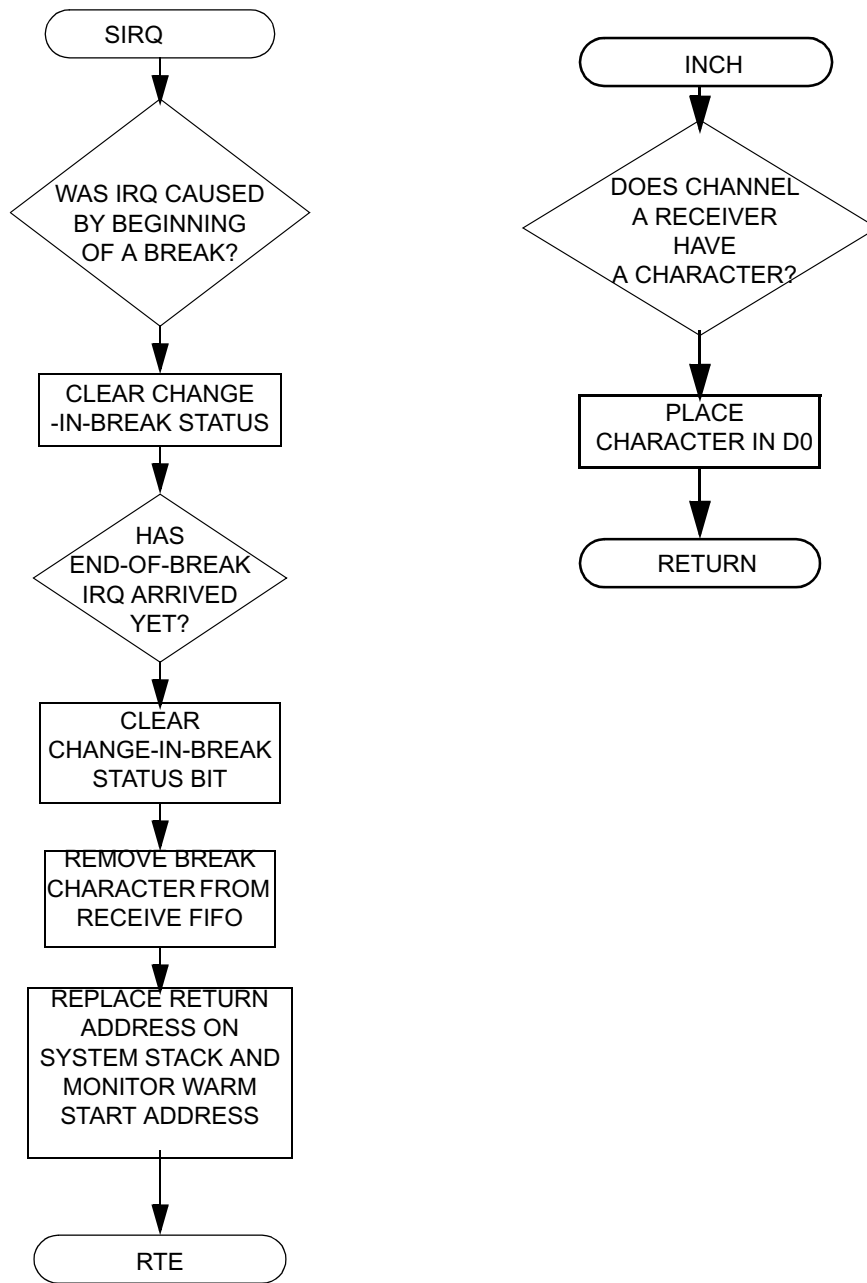 SIRQ
WAS IRQ CAUSED
BY BEGINNING
OF A BREAK?
CLEAR CHANGE
-IN-BREAK STATUS
HAS
END-OF-BREAK
IRQ ARRIVED
YET?
CLEAR
CHANGE-IN-BREAK
STATUS BIT
REMOVE BREAK
CHARACTER FROM
RECEIVE FIFO
REPLACE RETURN
ADDRESS ON
SYSTEM STACK AND
MONITOR WARM
START ADDRESS
RTE
INCH
DOES CHANNEL
A RECEIVER
HAVE
A CHARACTER?
PLACE
CHARACTER IN D0
RETURN